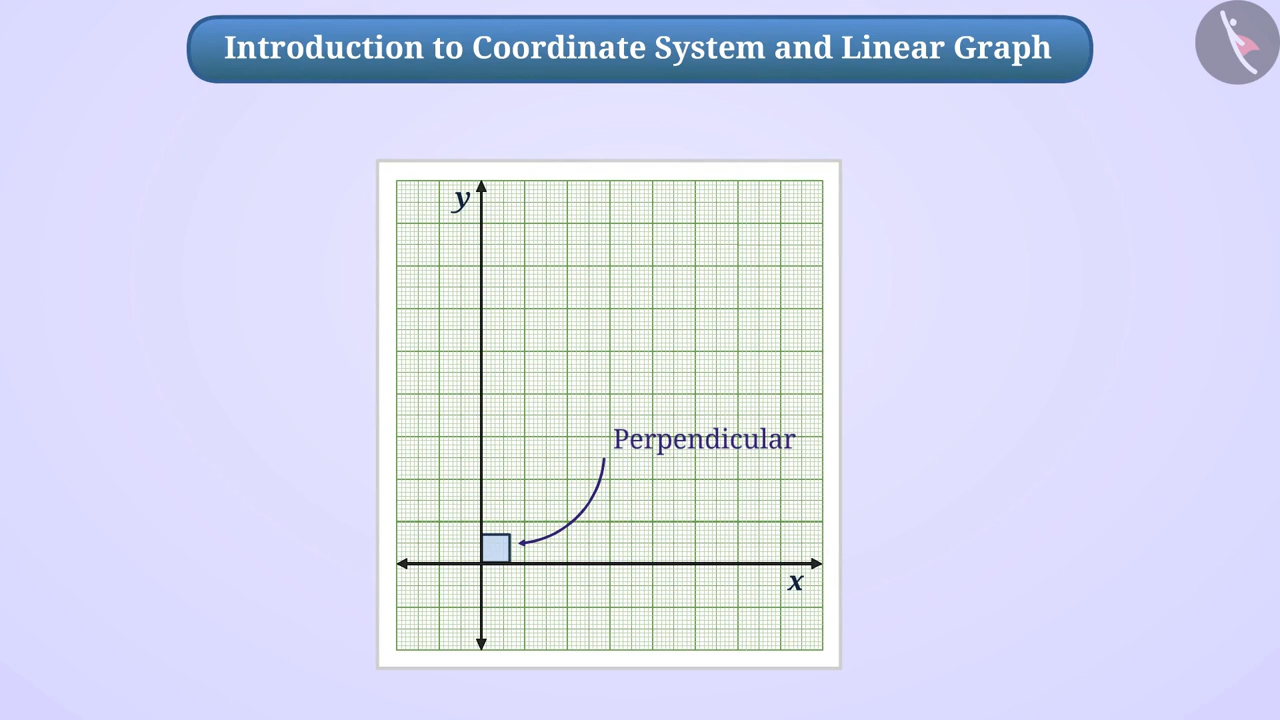 Introduction to Coordinate System and Linear Graph
y
Perpendicular
x